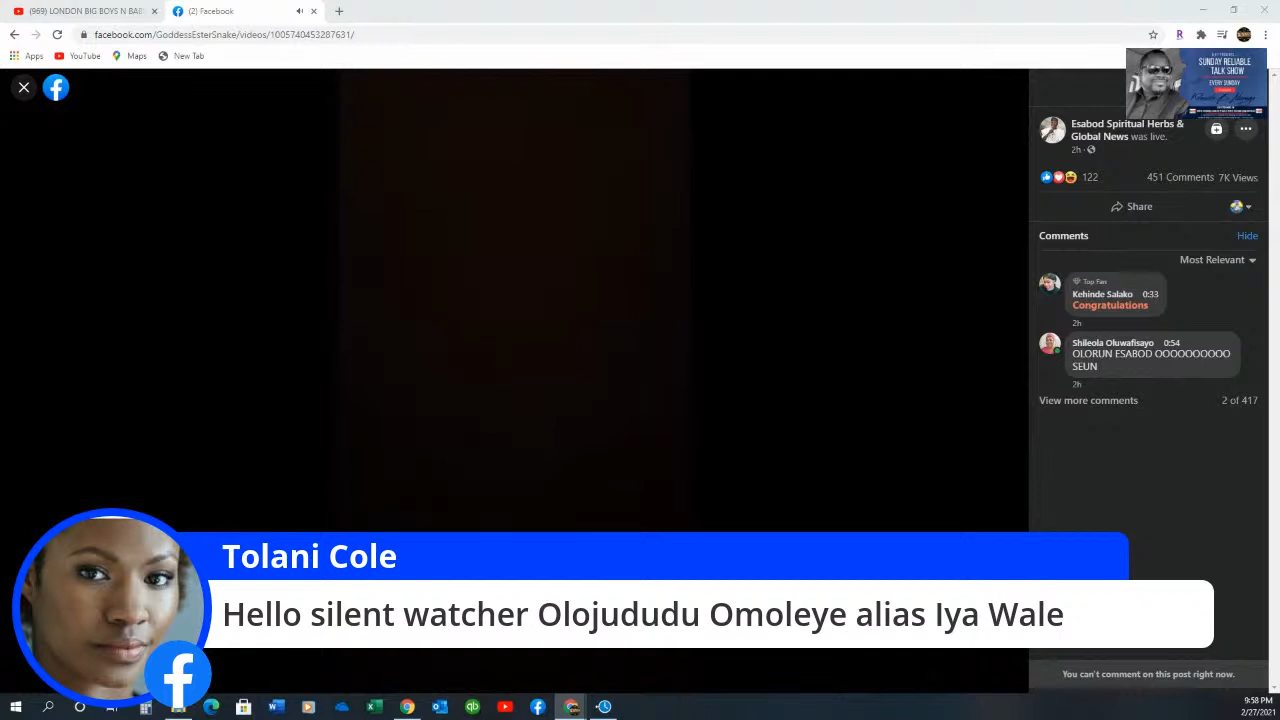 (969) LONDON BIG BOYS N BAB
(2) Facebook
facebook.com/GoddessEsterSnake/videos/1005740453287631/
Apps
YouTube
Maps
New Tab
SUNDAY RELIABLE
TALK SHOW
EVERY SUNDAY
Esabod Spiritual Herbs &
Global News was live.
2h
122
451 Comments 7K Views
Share
Comments
Hide
Most Relevant
Top Fan
Kehinde Salako 0:33
Congratulations
2h
Shileola Oluwafisayo 0:54
OLORUN ESABOD OOOOOOOOOO
SEUN
2h
View more comments
2 of 417
Tolani Cole
Hello silent watcher Olojududu Omoleye alias Iya Wale
You can't comment on this post right now.
9:58 PM
2/27/2021